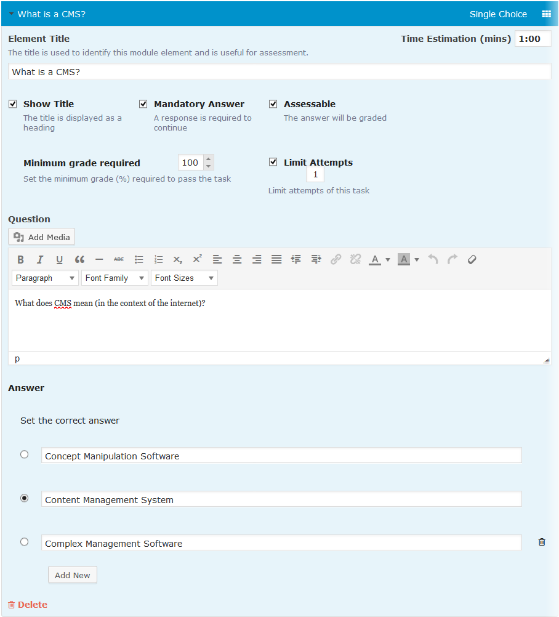 What is a CMS? Single Choice
Element Title Time Estimation (mins) 1:00
The title is used to identify this module element and is useful for assessment.
What is a CMS?
Show Title Mandatory Answer Assessable
The title is displayed as a A response is required to The answer will be graded
heading continue
Minimum grade required 100 Limit Attempts
1
Set the minimum grade (%) required to pass the task Limit attempts of this task
Question
Add Media
B I U ABC X₂ X² A A
Paragraph Font Family Font Sizes
What does CMS mean (in the context of the internet)?
p
Answer
Set the correct answer
Concept Manipulation Software
Content Management System
Complex Management Software
Add New
Delete